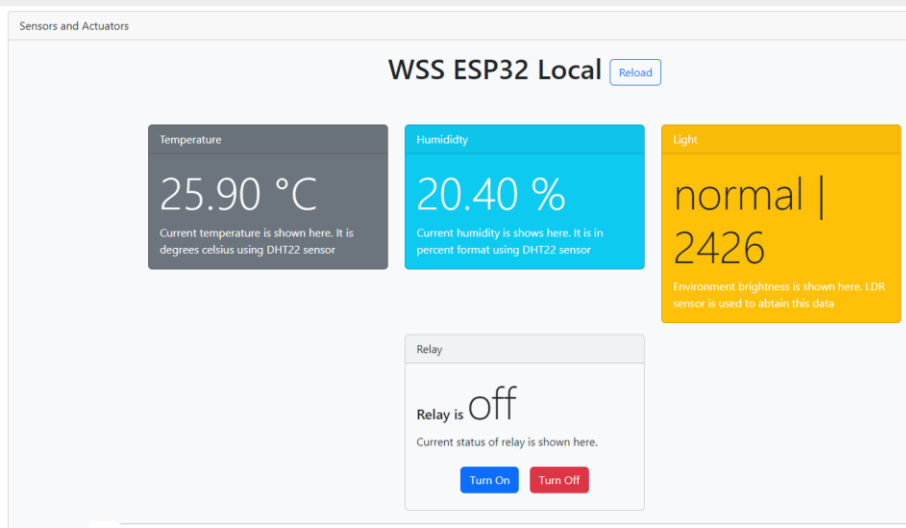 Sensors and Actuators
WSS ESP32 Local Reload
Temperature
25.90 °C
Current temperature is shown here. It is
degrees celsius using DHT22 sensor
Humididty
20.40 %
Current humidity is shows here. It is in
percent format using DHT22 sensor
Light
normal |
2426
Environment brightness is shown here. LDR
sensor is used to abtain this data
Relay
Relay is off
Current status of relay is shown here.
Turn On Turn Off